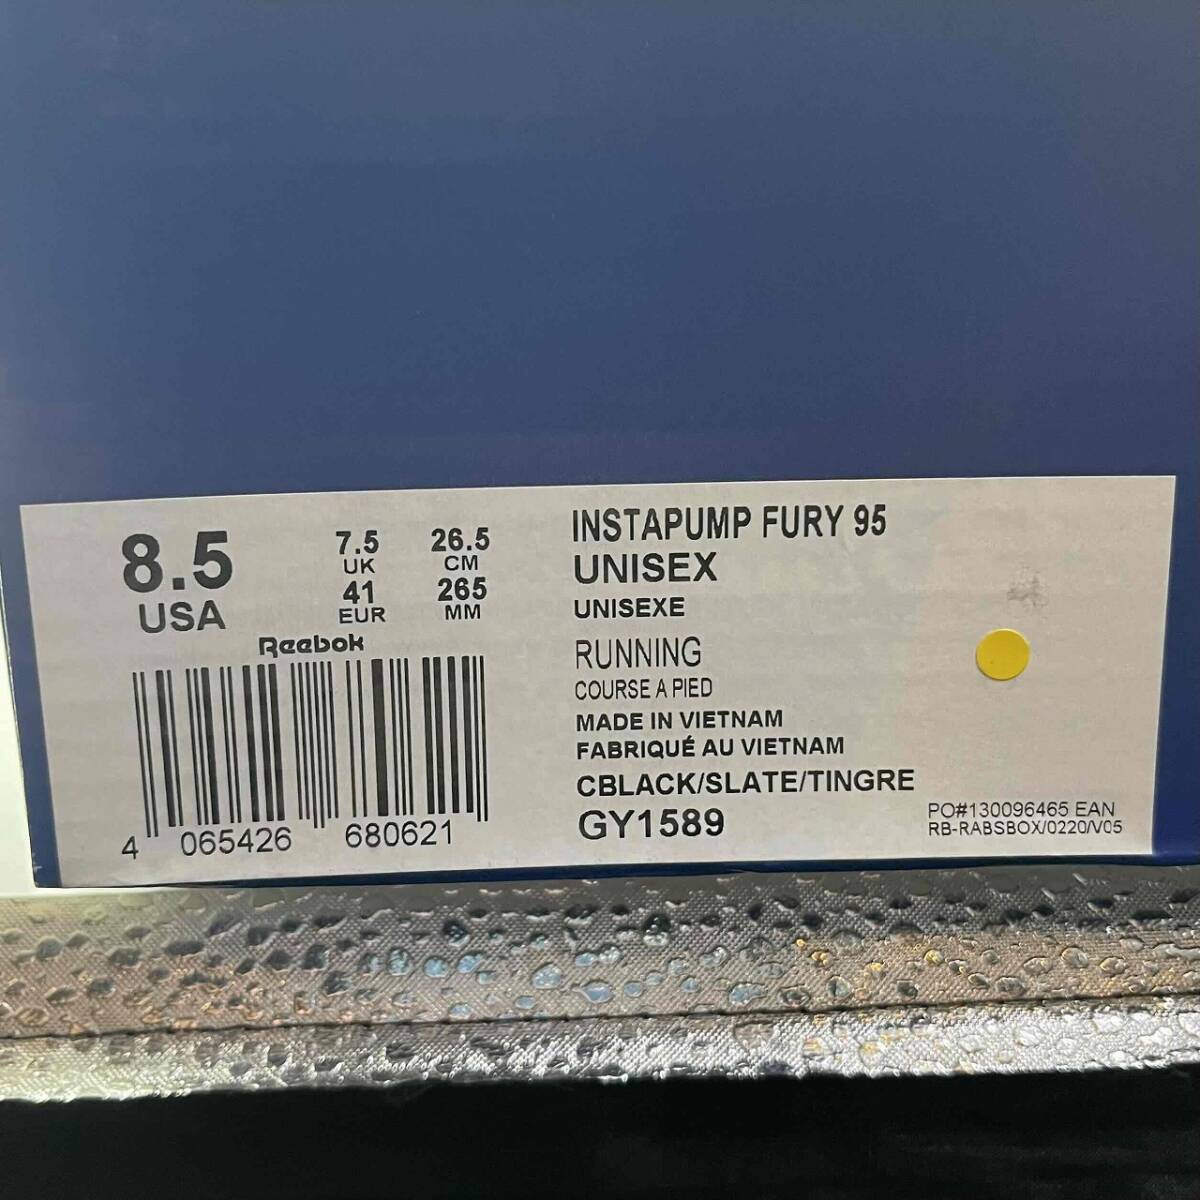 8.5
USA
7.5
UK
41
EUR
26.5
CM
265
MM
Reebok
4 065426 680621
INSTAPUMP FURY 95
UNISEX
UNISEXE
RUNNING
COURSE A PIED
MADE IN VIETNAM
FABRIQUÉ AU VIETNAM
CBLACK/SLATE/TINGRE
GY1589
PO#130096465 EAN
RB-RABSBOX/0220/V05